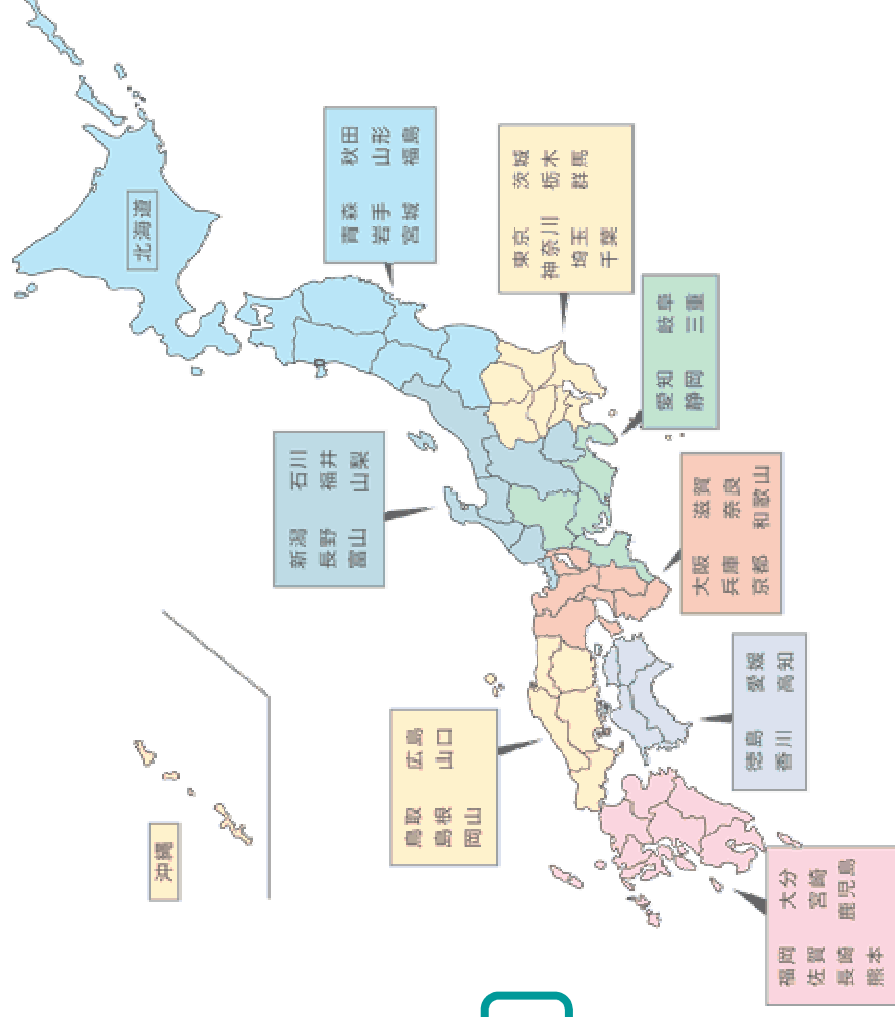 北海道
青森 秋田
岩手 山形
宮城 福島
東京 茨城
神奈川 栃木
埼玉 群馬
千葉
愛知 岐阜
静岡 三重
新潟 石川
長野 福井
富山 山梨
大阪 滋賀
兵庫 奈良
京都 和歌山
徳島 愛媛
香川 高知
鳥取 広島
島根 山口
岡山
沖縄
福岡 大分
佐賀 宮崎
長崎 鹿児島
熊本